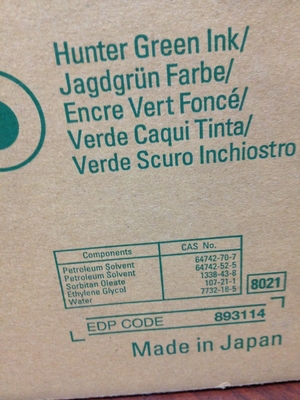 Hunter Green Ink/
Jagdgrün Farbe/
Encre Vert Foncé/
Verde Caqui Tinta/
Verde Scuro Inchiostro
Components CAS No.
Petroleum Solvent 64742-70-7
Petroleum Solvent 64742-52-5
Sorbitan Oleate 1338-43-8
Ethylene Glycol 107-21-1
Water 7732-18-5
8021
EDP CODE 893114
Made in Japan